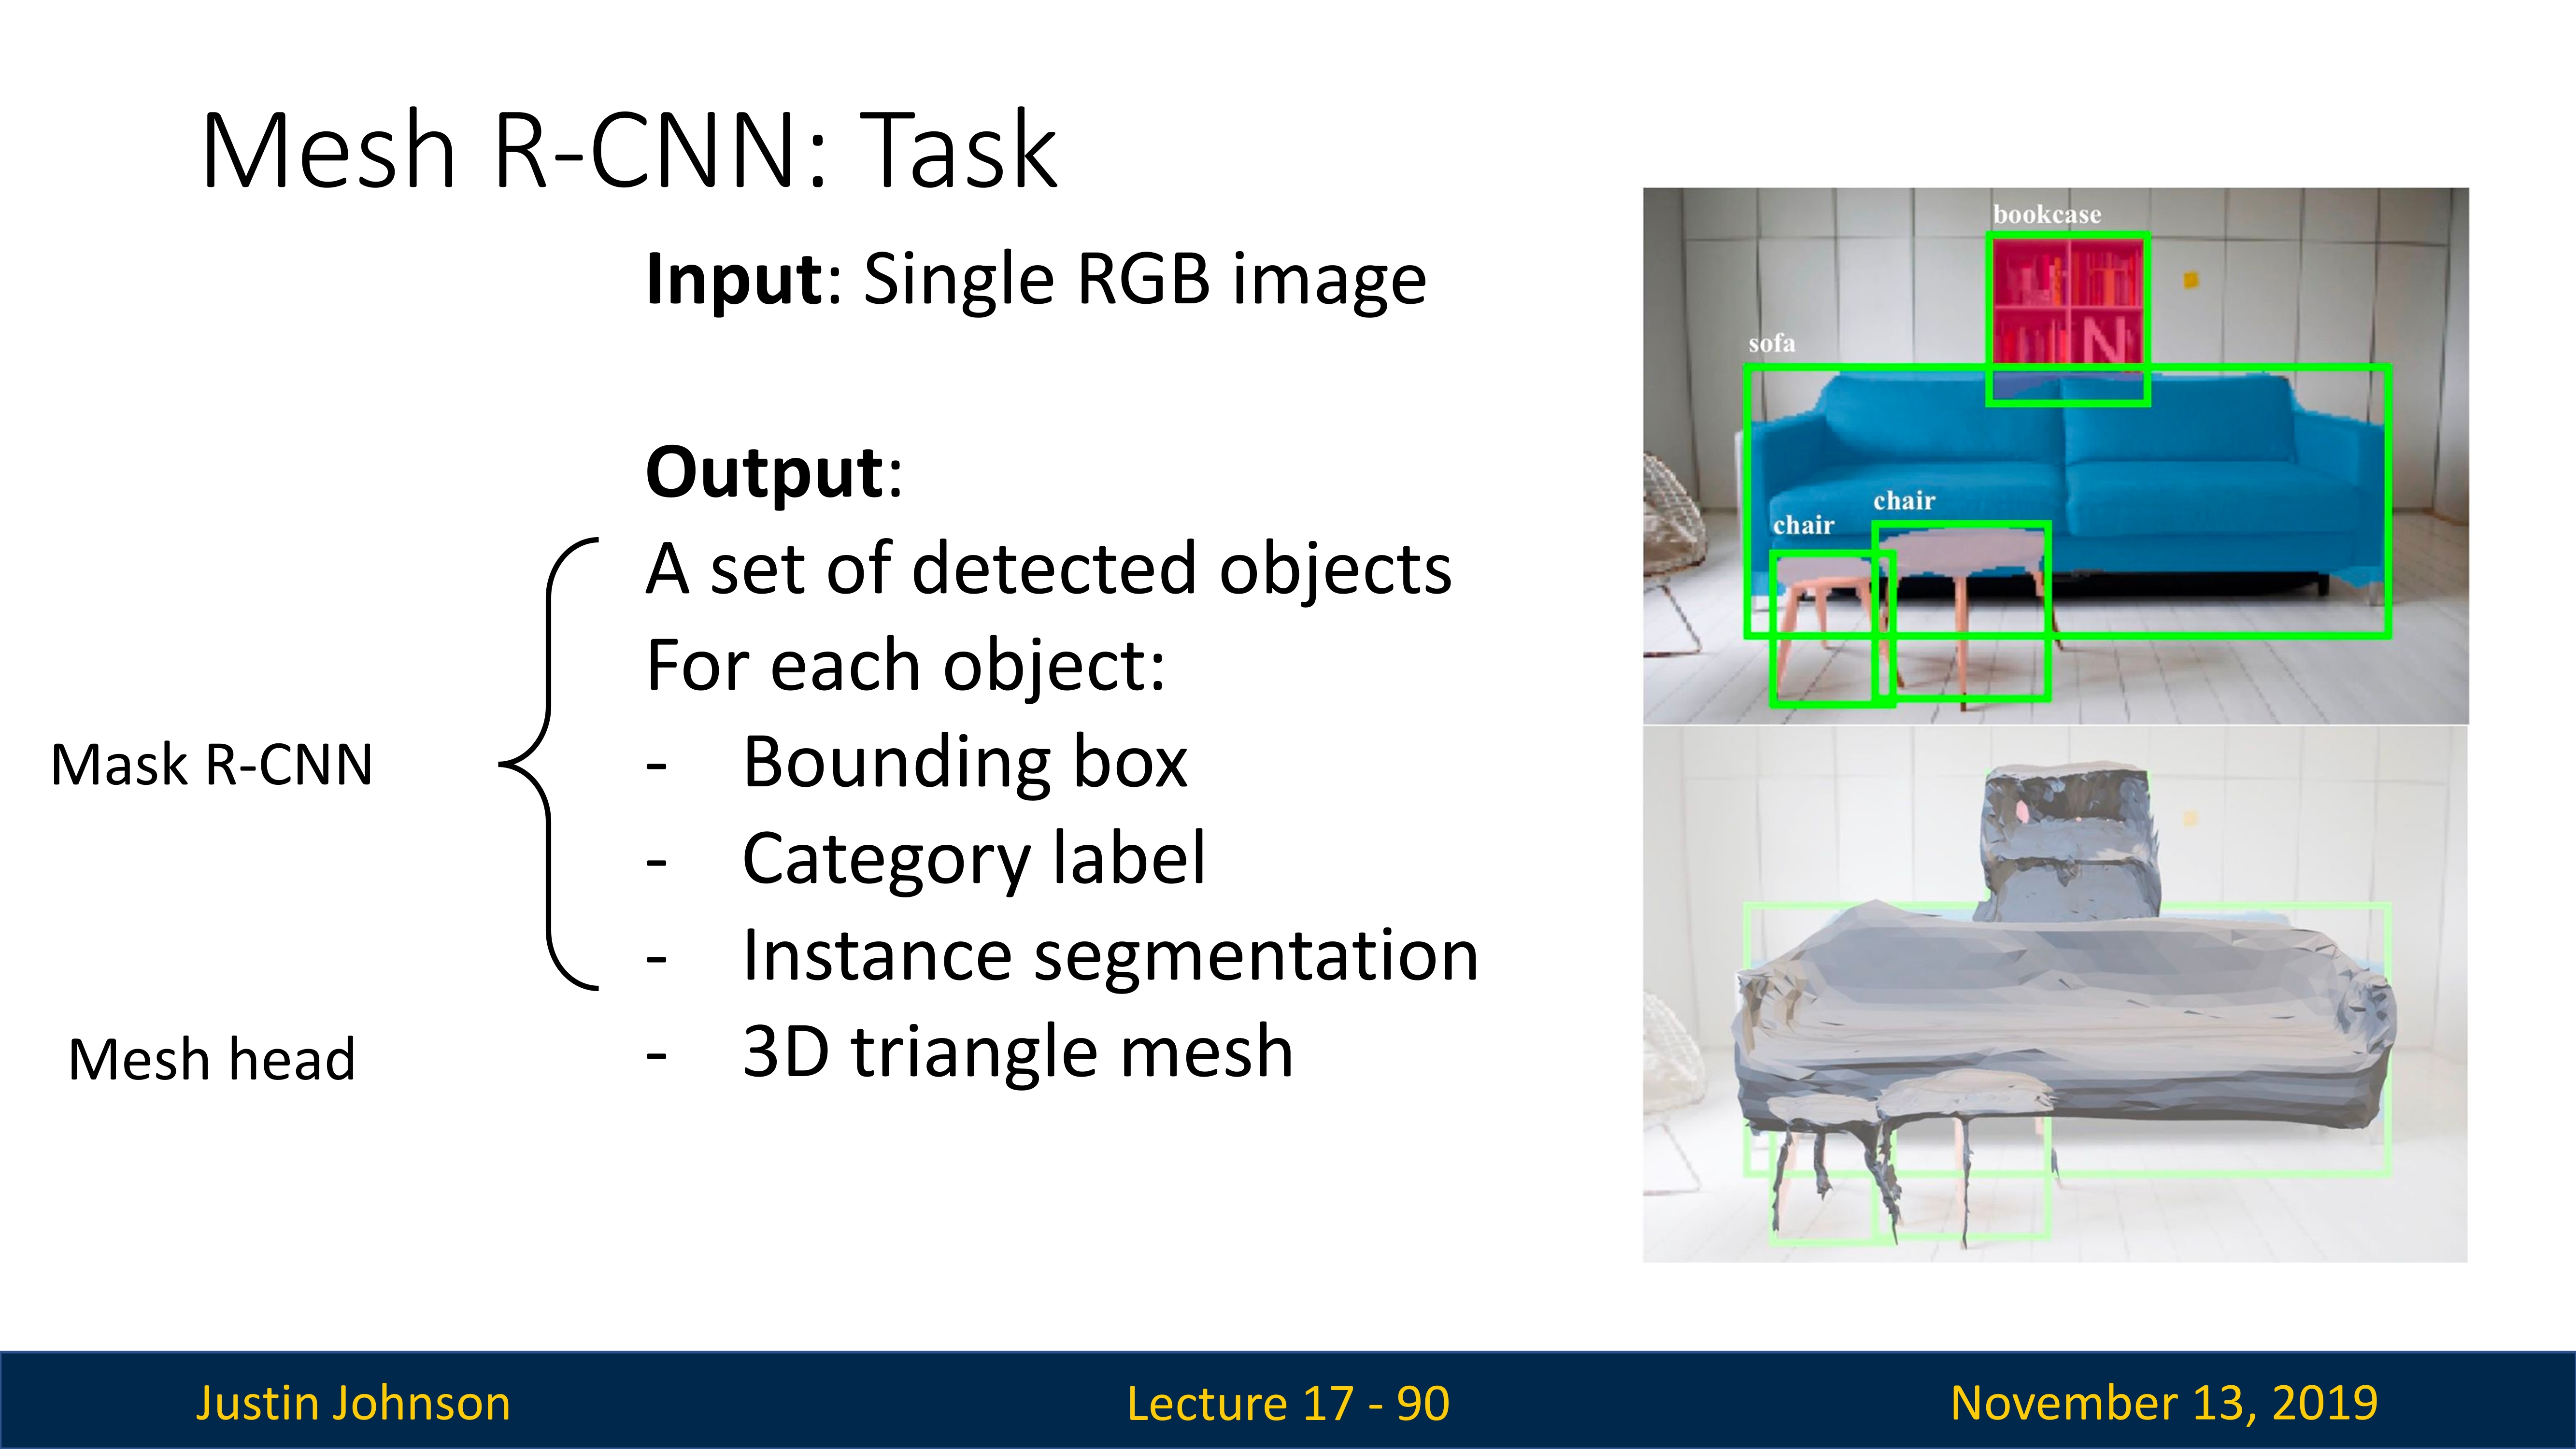 Mesh R-CNN: Task
Input: Single RGB image
Output:
A set of detected objects
For each object:
- Bounding box
- Category label
- Instance segmentation
- 3D triangle mesh
Mask R-CNN
Mesh head
bookcase
N
sofa
chair
chair
Justin Johnson
Lecture 17 - 90
November 13, 2019